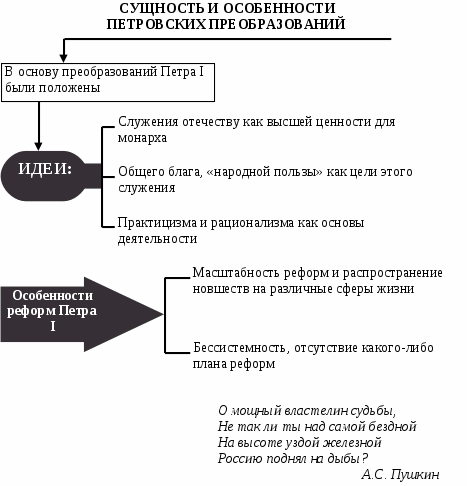 СУЩНОСТЬ И ОСОБЕННОСТИ
ПЕТРОВСКИХ ПРЕОБРАЗОВАНИЙ
В основу преобразований Петра I
были положены
ИДЕИ:
Служения отечеству как высшей ценности для
монарха
Общего блага, «народной пользы» как цели этого
служения
Практицизма и рационализма как основы
деятельности
Особенности
реформ Петра
I
Масштабность реформ и распространение
новшеств на различные сферы жизни
Бессистемность, отсутствие какого-либо
плана реформ
О мощный властелин судьбы,
Не так ли ты над самой бездной
На высоте уздой железной
Россию поднял на дыбы?
А.С. Пушкин